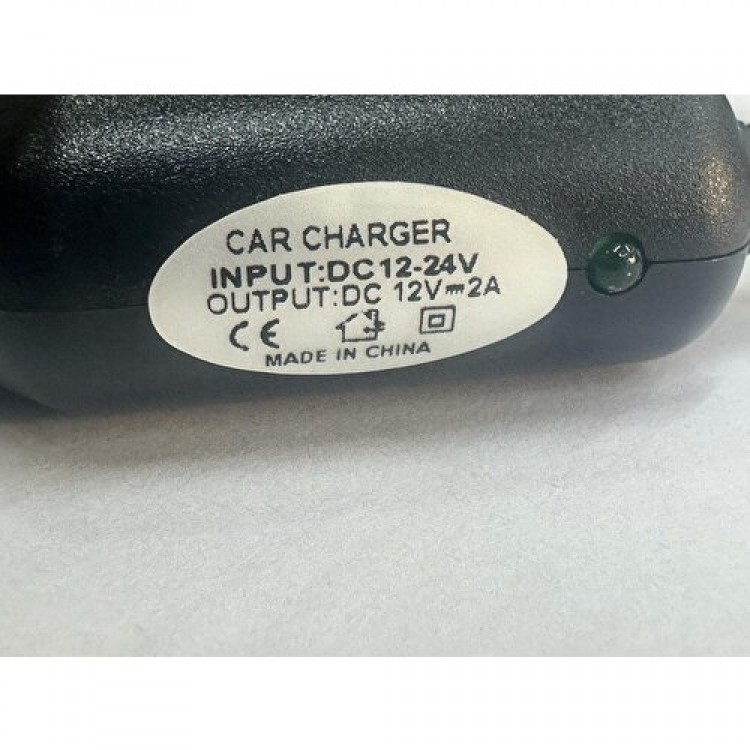 CAR CHARGER
INPUT:DC12-24V
OUTPUT:DC 12V⎓2A
CE
MADE IN CHINA